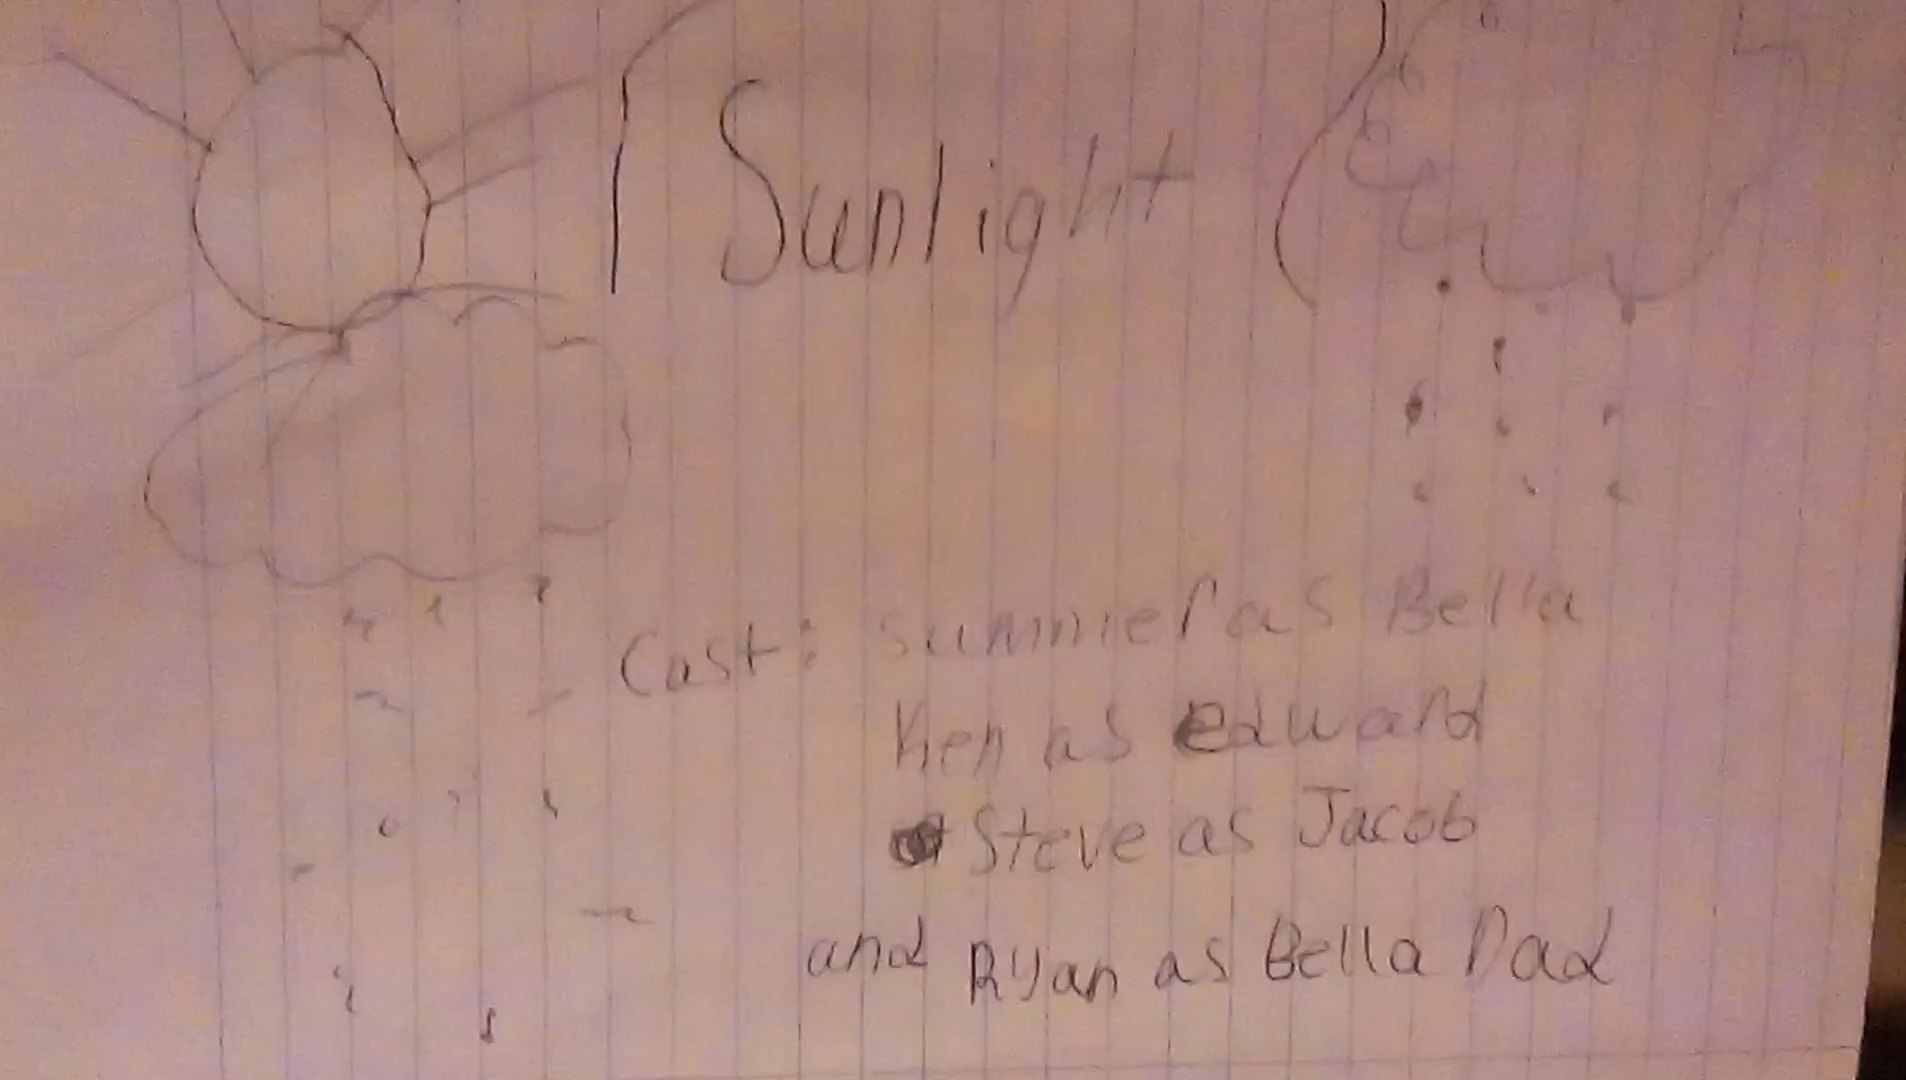 Sunlight
Cast: summer as Bella
Ken as edward
Steve as Jacob
and Ryan as Bella Dad